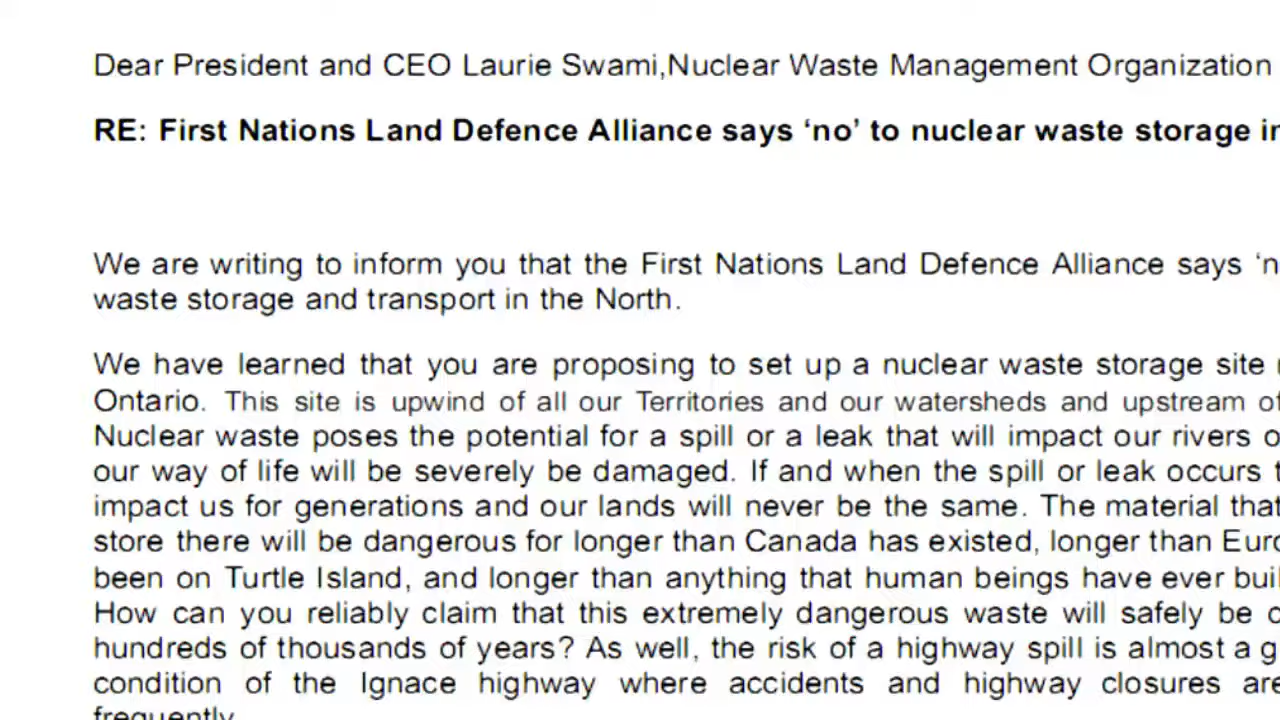 Dear President and CEO Laurie Swami,Nuclear Waste Management Organization
RE: First Nations Land Defence Alliance says ‘no’ to nuclear waste storage
We are writing to inform you that the First Nations Land Defence Alliance says
waste storage and transport in the North.
We have learned that you are proposing to set up a nuclear waste storage site
Ontario. This site is upwind of all our Territories and our watersheds and upstream
Nuclear waste poses the potential for a spill or a leak that will impact our rivers
our way of life will be severely be damaged. If and when the spill or leak occurs
impact us for generations and our lands will never be the same. The material that
store there will be dangerous for longer than Canada has existed, longer than
been on Turtle Island, and longer than anything that human beings have ever
How can you reliably claim that this extremely dangerous waste will safely be
hundreds of thousands of years? As well, the risk of a highway spill is almost a
condition of the Ignace highway where accidents and highway closures are
frequently.